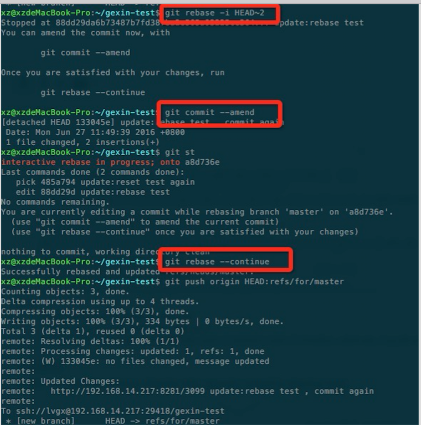 xz@xzdeMacBook-Pro:~/gexin-test$ git rebase -i HEAD~2
You can amend the commit now, with
git commit --amend
Once you are satisfied with your changes, run
git rebase --continue
xz@xzdeMacBook-Pro:~/gexin-test$ git commit --amend
[detached HEAD 133045e] update:rebase test , commit again
Date: Mon Jun 27 11:49:39 2016 +0800
1 file changed, 2 insertions(+)
xz@xzdeMacBook-Pro:~/gexin-test$ git st
interactive rebase in progress; onto a8d736e
Last commands done (2 commands done):
pick 485a794 update:reset test again
edit 88dd29d update:rebase test
No commands remaining.
You are currently editing a commit while rebasing branch 'master' on 'a8d736e'.
(use "git commit --amend" to amend the current commit)
(use "git rebase --continue" once you are satisfied with your changes)
nothing to commit, working directory clean
xz@xzdeMacBook-Pro:~/gexin-test$ git rebase --continue
Successfully rebased and updated refs/heads/master.
xz@xzdeMacBook-Pro:~/gexin-test$ git push origin HEAD:refs/for/master
Counting objects: 3, done.
Delta compression using up to 4 threads.
Compressing objects: 100% (3/3), done.
Writing objects: 100% (3/3), 334 bytes | 0 bytes/s, done.
Total 3 (delta 1), reused 0 (delta 0)
remote: Resolving deltas: 100% (1/1)
remote: Processing changes: updated: 1, refs: 1, done
remote: (W) 133045e: no files changed, message updated
remote:
remote: Updated Changes:
remote: http://192.168.14.217:8281/3099 update:rebase test , commit again
remote:
To ssh://lvgx@192.168.14.217:29418/gexin-test
* [new branch] HEAD -> refs/for/master